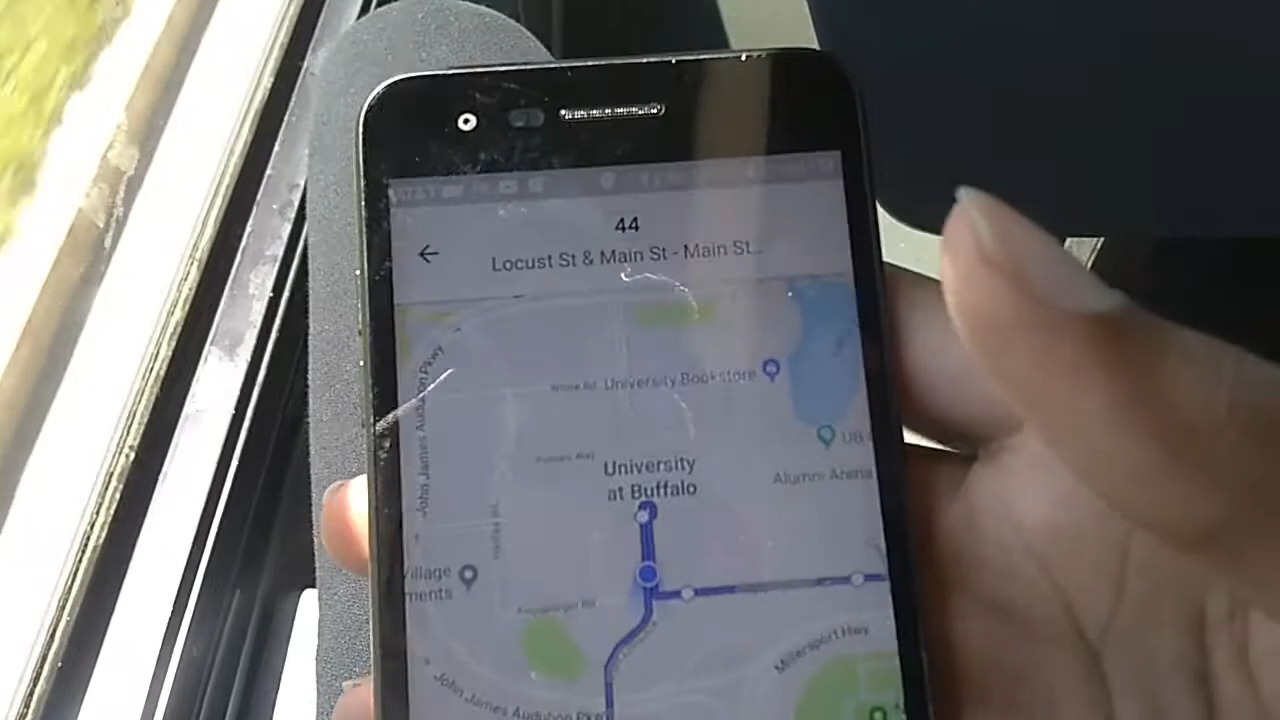 44
Locust St & Main St - Main St...
John James Audubon Pkwy
University Bookstore
UB
Alumni Arena
University
at Buffalo
Village
ments
Millersport Hwy
John James Audubon Pkwy